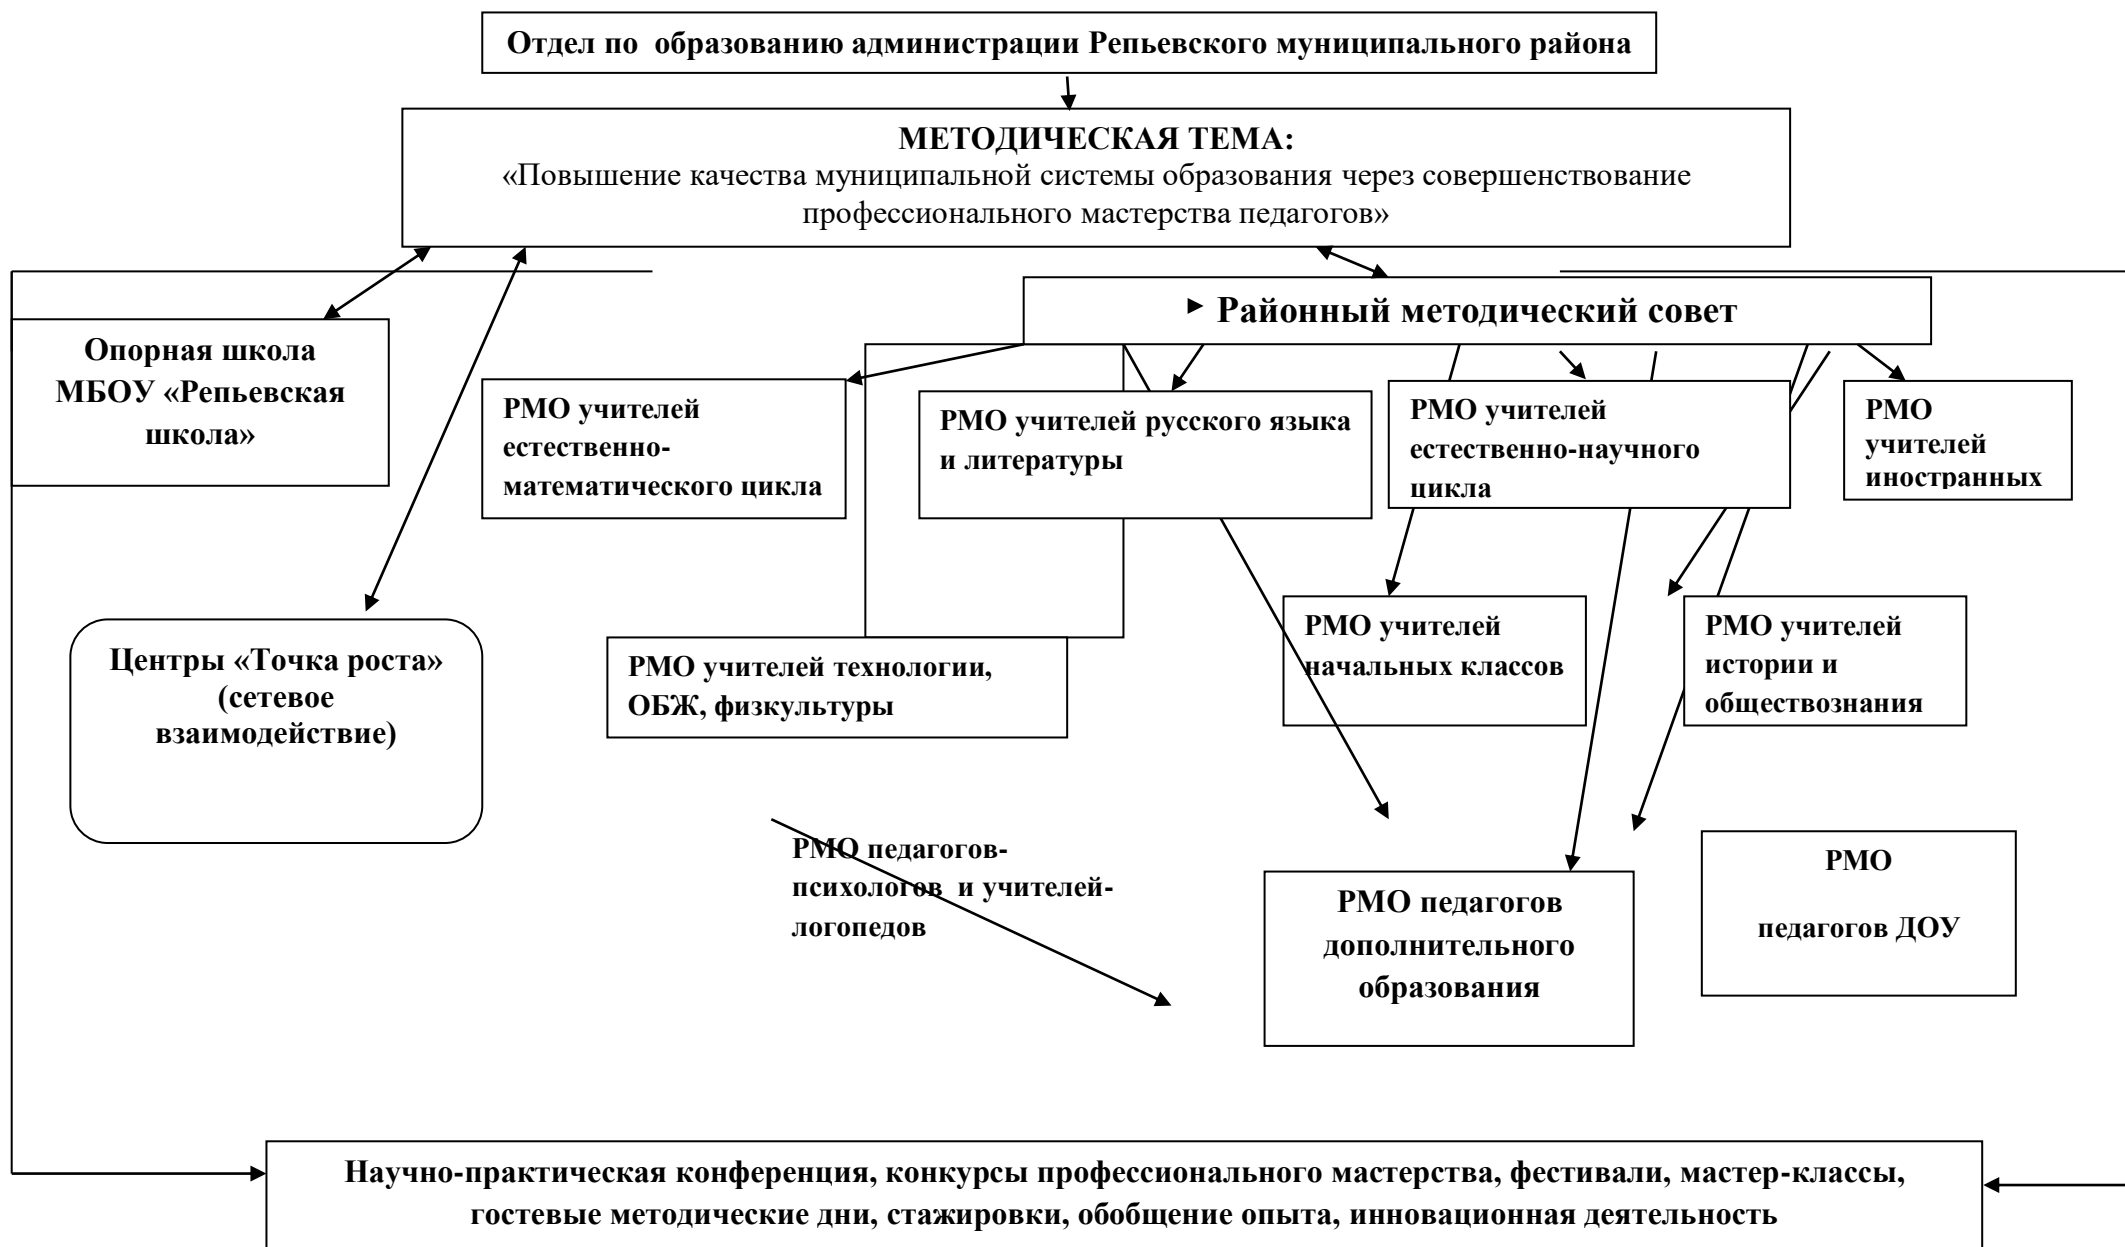 Отдел по образованию администрации Репьевского муниципального района
МЕТОДИЧЕСКАЯ ТЕМА:
«Повышение качества муниципальной системы образования через совершенствование
профессионального мастерства педагогов»
Районный методический совет
Опорная школа
МБОУ «Репьевская
школа»
РМО учителей
естественно-
математического цикла
РМО учителей русского языка
и литературы
РМО учителей
естественно-научного
цикла
РМО
учителей
иностранных
Центры «Точка роста»
(сетевое
взаимодействие)
РМО учителей технологии,
ОБЖ, физкультуры
РМО учителей
начальных классов
РМО учителей
истории и
обществознания
РМО педагогов-
психологов и учителей-
логопедов
РМО педагогов
дополнительного
образования
РМО
педагогов ДОУ
Научно-практическая конференция, конкурсы профессионального мастерства, фестивали, мастер-классы,
гостевые методические дни, стажировки, обобщение опыта, инновационная деятельность